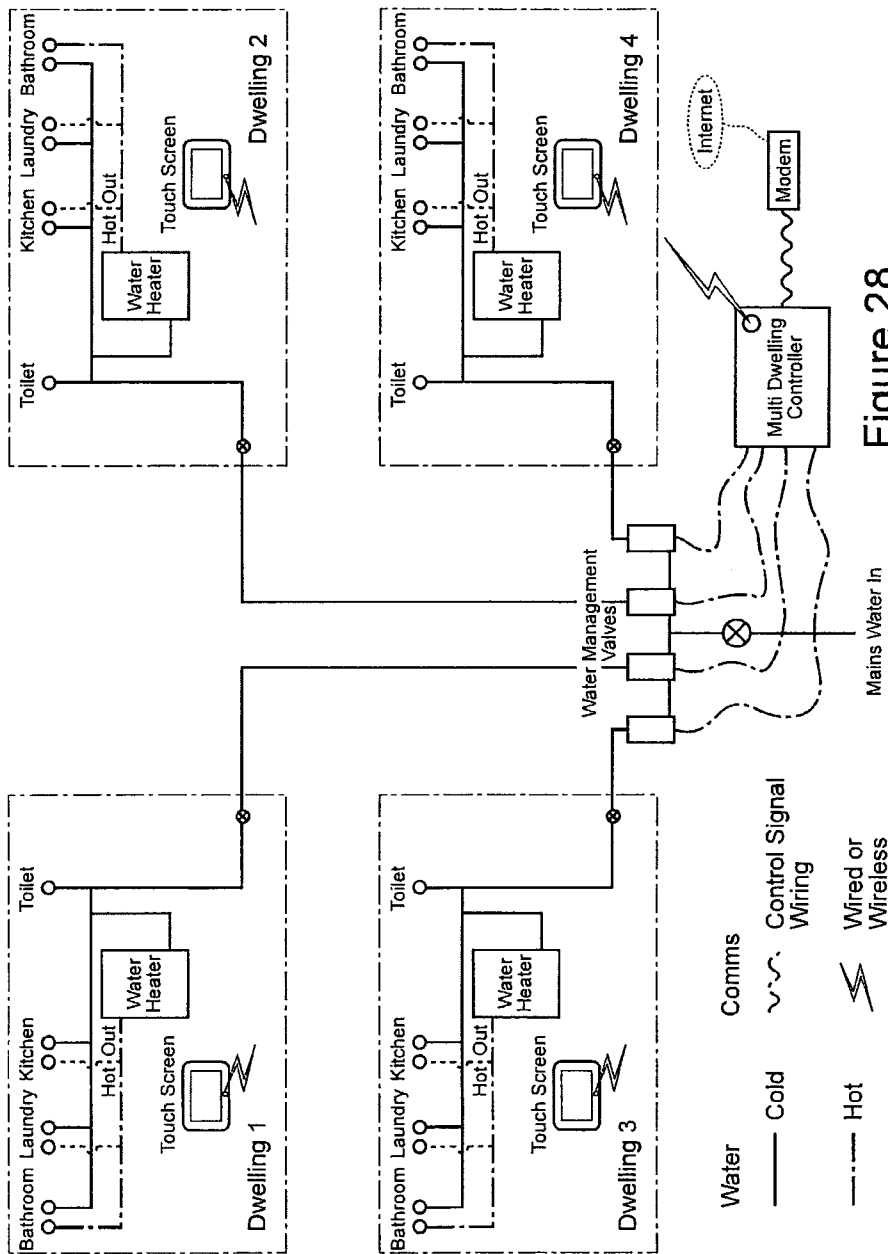 Bathroom Laundry Kitchen
Toilet
Hot Out
Water
Heater
Touch Screen
Dwelling 1
Toilet
Kitchen Laundry Bathroom
Hot Out
Water
Heater
Touch Screen
Dwelling 2
Bathroom Laundry Kitchen
Toilet
Hot Out
Water
Heater
Touch Screen
Dwelling 3
Toilet
Kitchen Laundry Bathroom
Hot Out
Water
Heater
Touch Screen
Dwelling 4
Water Management
Valves
Mains Water In
Multi Dwelling
Controller
Modem
Internet
Water
Cold
Hot
Comms
Control Signal
Wiring
Wired or
Wireless
Figure 28